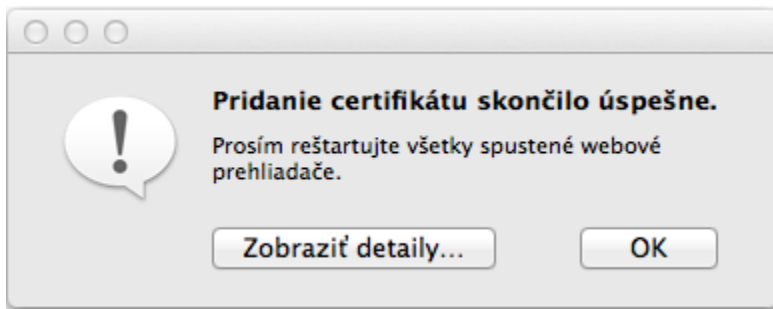 Pridanie certifikátu skončilo úspešne.
Prosím reštartujte všetky spustené webové
prehliadače.
Zobraziť detaily...
OK